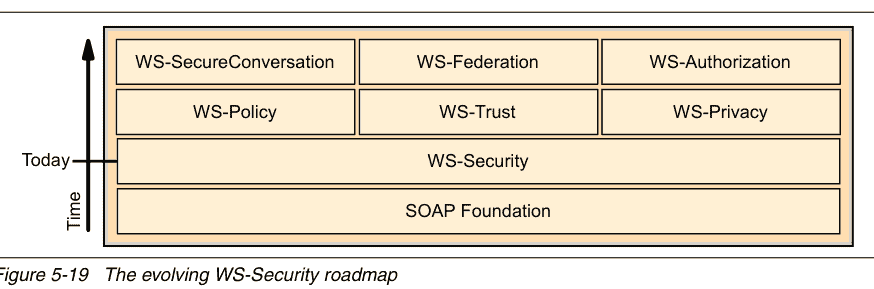 WS-SecureConversation WS-Federation WS-Authorization
WS-Policy WS-Trust WS-Privacy
Today WS-Security
Time
SOAP Foundation
Figure 5-19 The evolving WS-Security roadmap